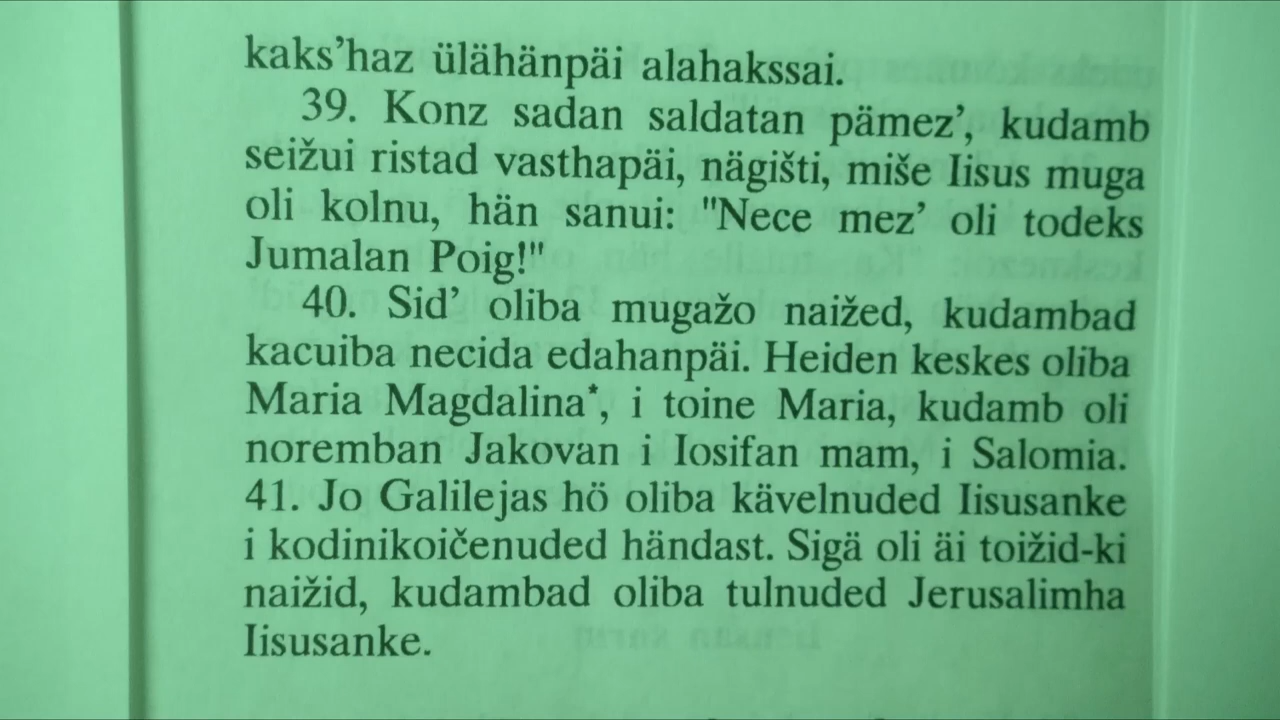 kaks’haz ülähänpäi alahakssai.
39. Konz sadan saldatan pämez’, kudamb
seižui ristad vasthapäi, nägišti, miše Iisus muga
oli kolnu, hän sanui: "Nece mez’ oli todeks
Jumalan Poig!"
40. Sid’ oliba mugažo naižed, kudambad
kacuiba necida edahanpäi. Heiden keskes oliba
Maria Magdalina*, i toine Maria, kudamb oli
noremban Jakovan i Iosifan mam, i Salomia.
41. Jo Galilejas hö oliba kävelnuded Iisusanke
i kodinikoičenuded händast. Sigä oli äi toižid-ki
naižid, kudambad oliba tulnuded Jerusalimha
Iisusanke.